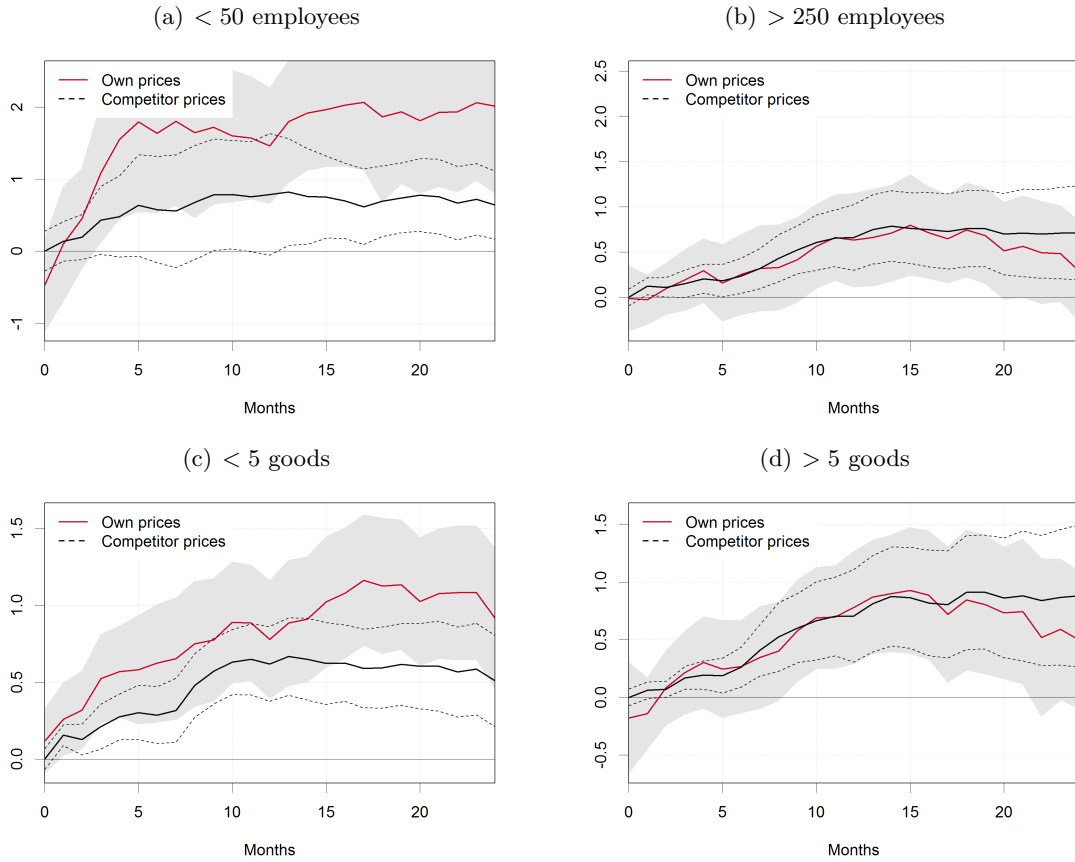 (a) < 50 employees
Own prices
Competitor prices
2
1
0
-1
0 5 10 15 20
Months
(b) > 250 employees
Own prices
Competitor prices
2.5
2.0
1.5
1.0
0.5
0.0
0 5 10 15 20
Months
(c) < 5 goods
Own prices
Competitor prices
1.5
1.0
0.5
0.0
0 5 10 15 20
Months
(d) > 5 goods
Own prices
Competitor prices
1.5
1.0
0.5
0.0
-0.5
0 5 10 15 20
Months